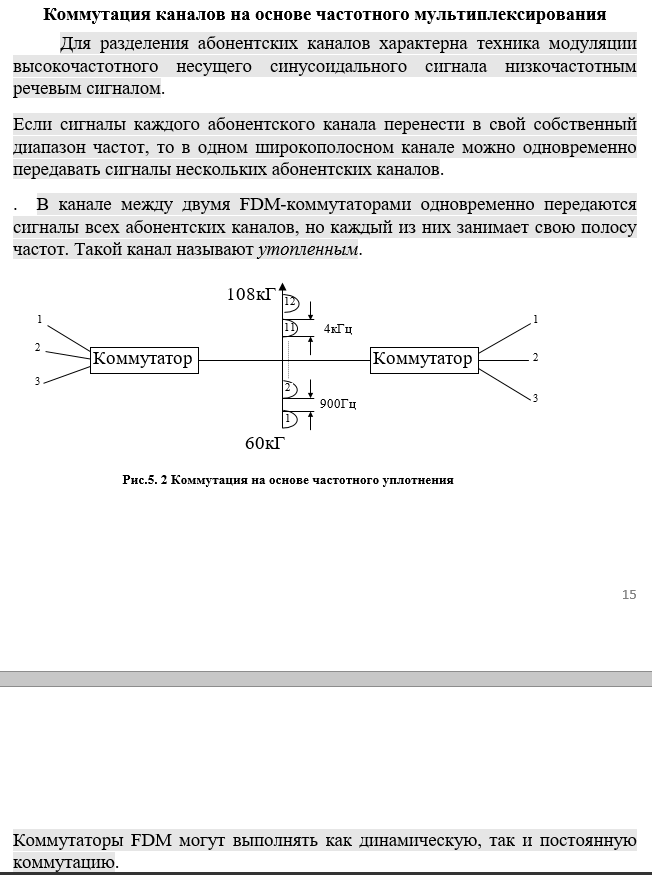 Коммутация каналов на основе частотного мультиплексирования
Для разделения абонентских каналов характерна техника модуляции
высокочастотного несущего синусоидального сигнала низкочастотным
речевым сигналом.
Если сигналы каждого абонентского канала перенести в свой собственный
диапазон частот, то в одном широкополосном канале можно одновременно
передавать сигналы нескольких абонентских каналов.
. В канале между двумя FDM-коммутаторами одновременно передаются
сигналы всех абонентских каналов, но каждый из них занимает свою полосу
частот. Такой канал называют утопленным.
108кГ
12
1
11
4кГц
1
2
Коммутатор
Коммутатор
2
3
2
900Гц
3
1
60кГ
Рис.5. 2 Коммутация на основе частотного уплотнения
15
Коммутаторы FDM могут выполнять как динамическую, так и постоянную
коммутацию.